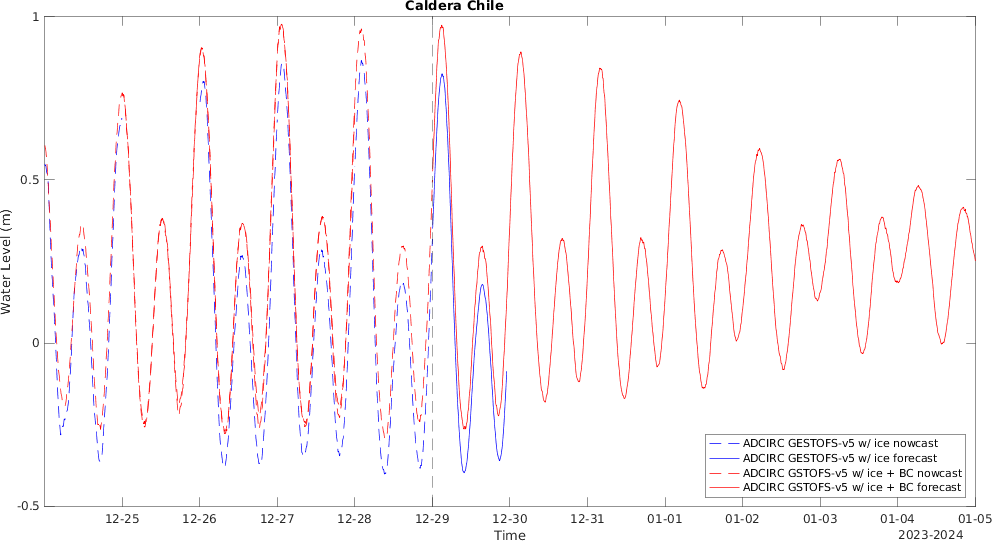 Caldera Chile
Water Level (m)
1
0.5
0
-0.5
12-25 12-26 12-27 12-28 12-29 12-30 12-31 01-01 01-02 01-03 01-04 01-05
Time
2023-2024
ADCIRC GESTOFS-v5 w/ ice nowcast
ADCIRC GESTOFS-v5 w/ ice forecast
ADCIRC GSTOFS-v5 w/ ice + BC nowcast
ADCIRC GSTOFS-v5 w/ ice + BC forecast